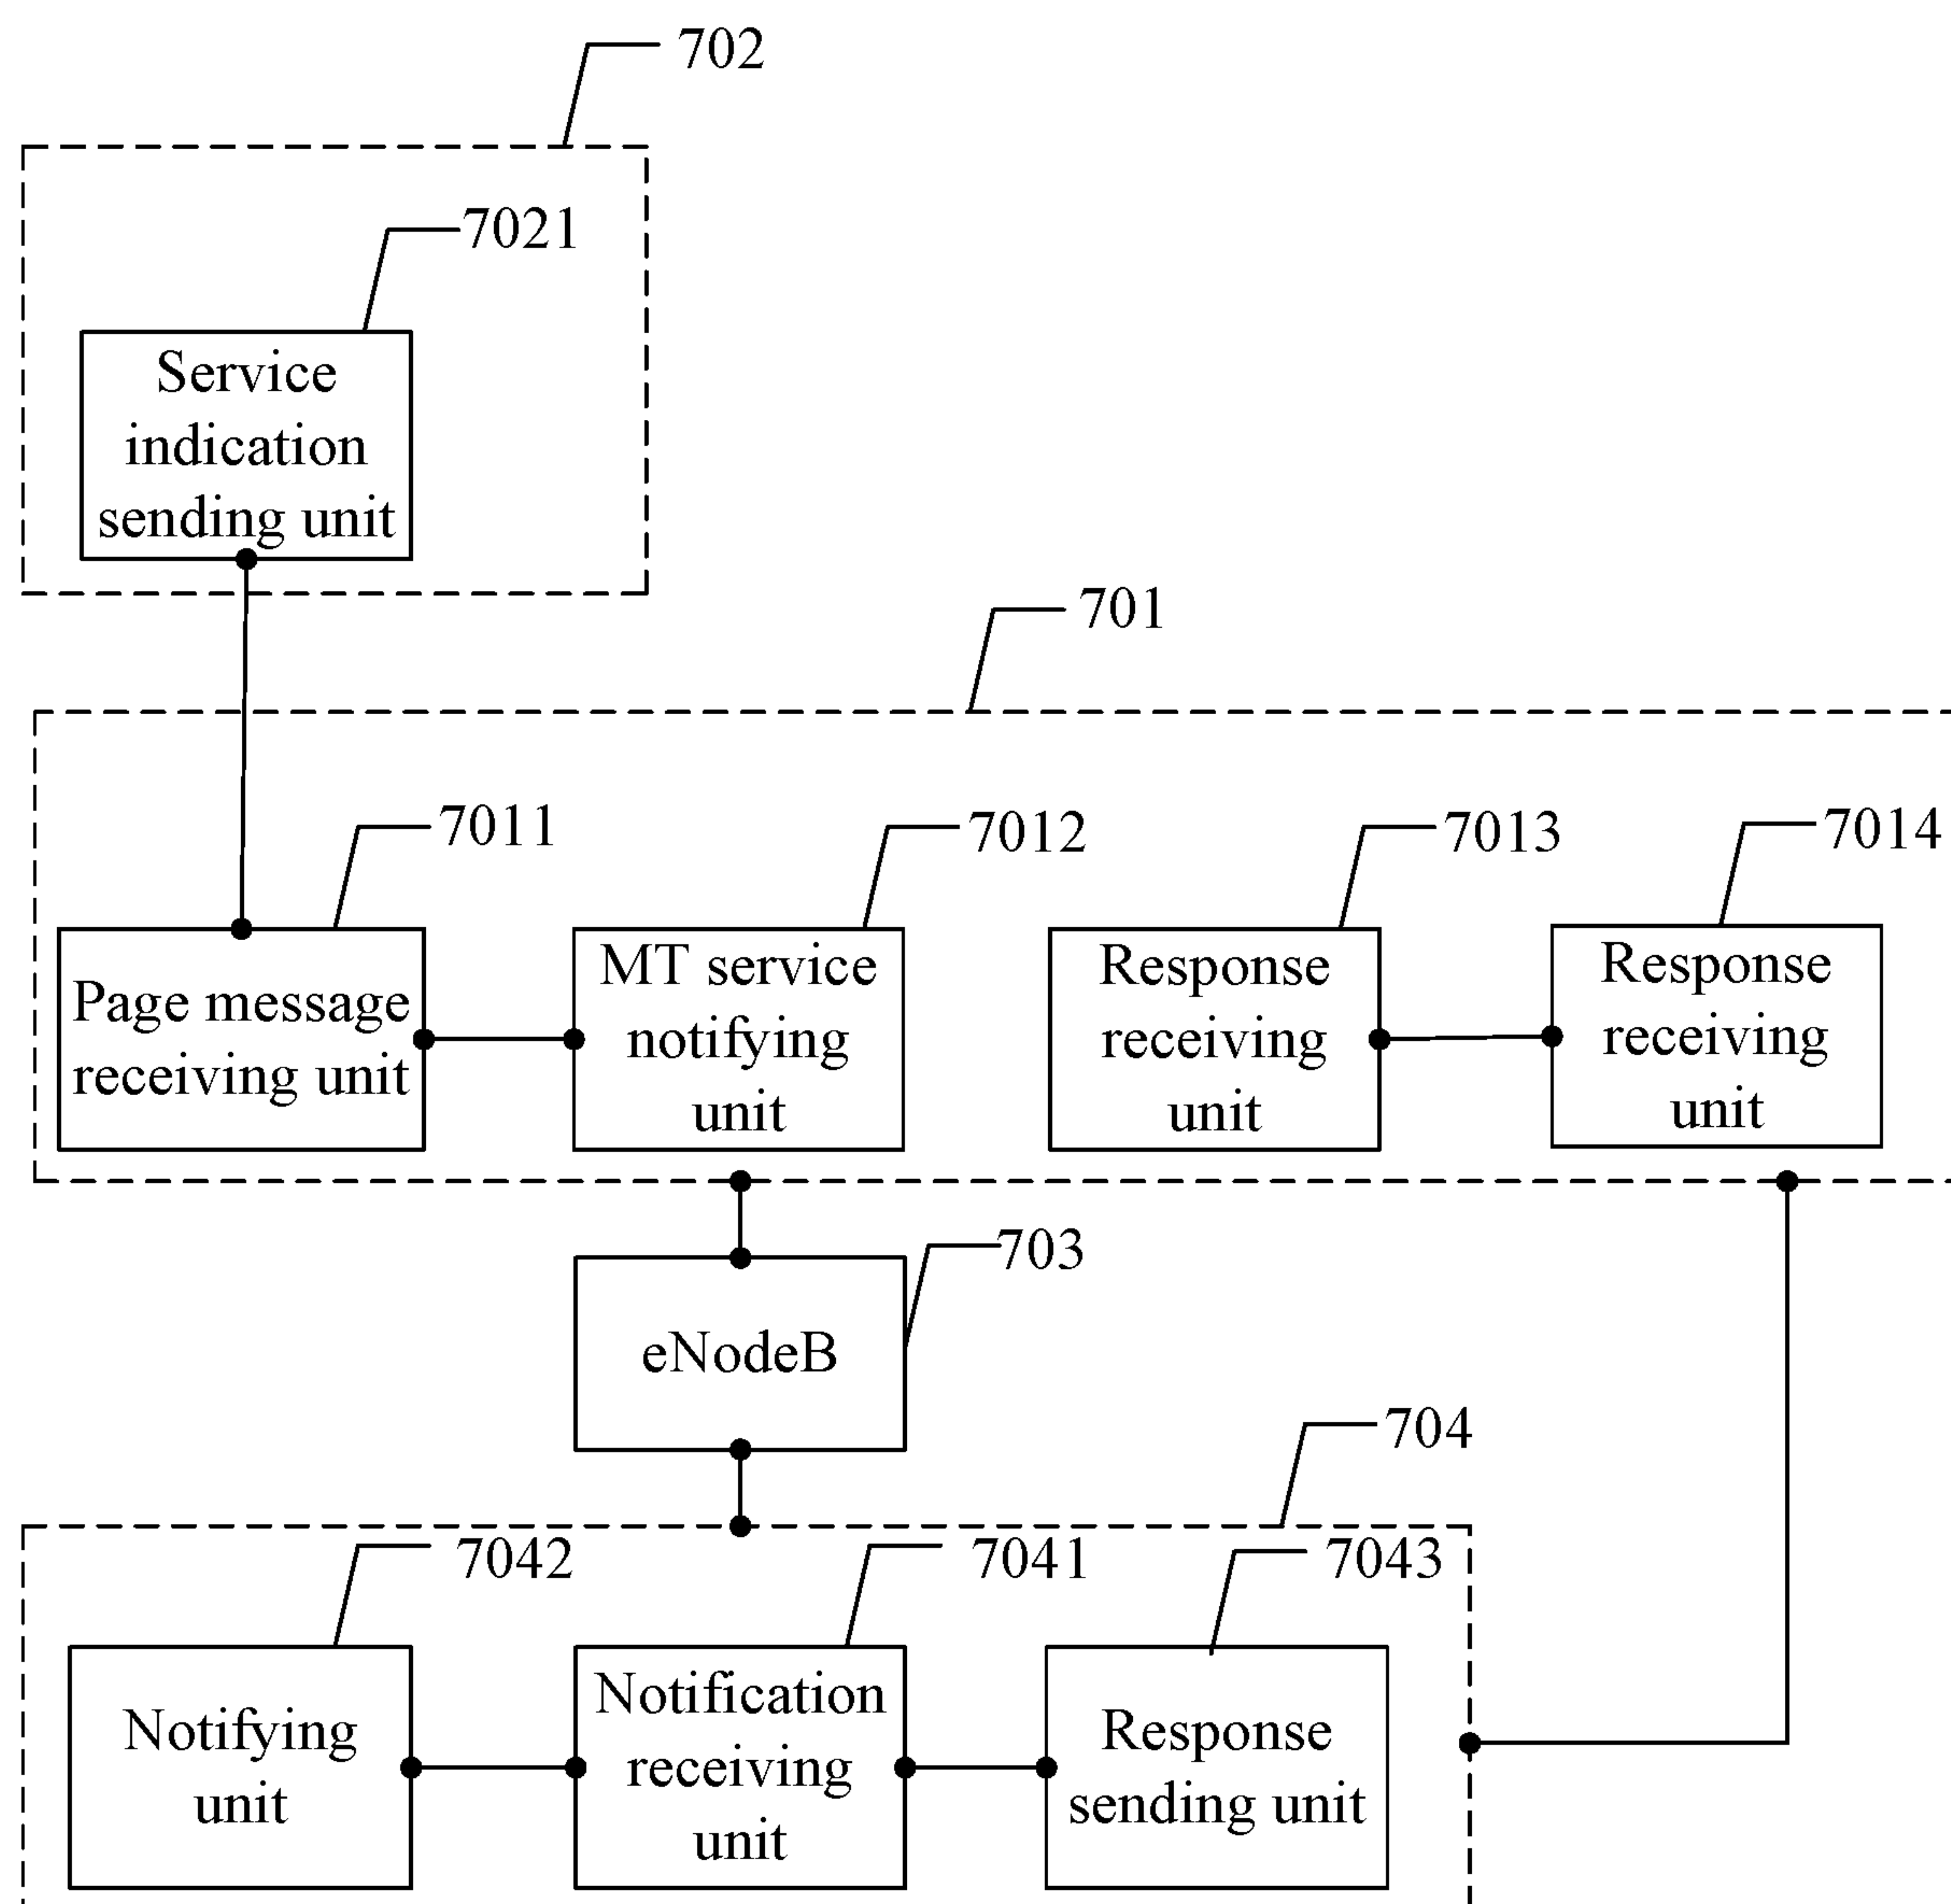 702
7021
Service
indication
sending unit
701
7011
7012
7013
7014
Page message
receiving unit
MT service
notifying
unit
Response
receiving
unit
Response
receiving
unit
703
eNodeB
704
7042
7041
7043
Notifying
unit
Notification
receiving
unit
Response
sending unit